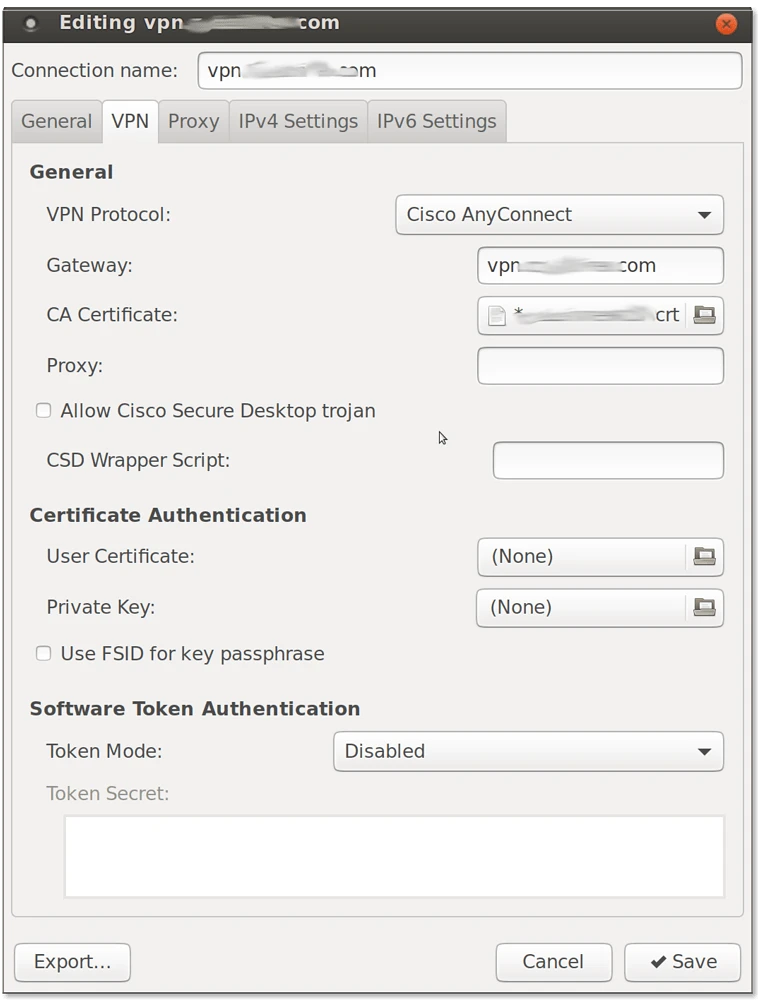 Editing vpn com
Connection name: vpn
General VPN Proxy IPv4 Settings IPv6 Settings
General
VPN Protocol: Cisco AnyConnect
Gateway: vpn com
CA Certificate: * crt
Proxy:
Allow Cisco Secure Desktop trojan
CSD Wrapper Script:
Certificate Authentication
User Certificate: (None)
Private Key: (None)
Use FSID for key passphrase
Software Token Authentication
Token Mode: Disabled
Token Secret:
Export... Cancel Save